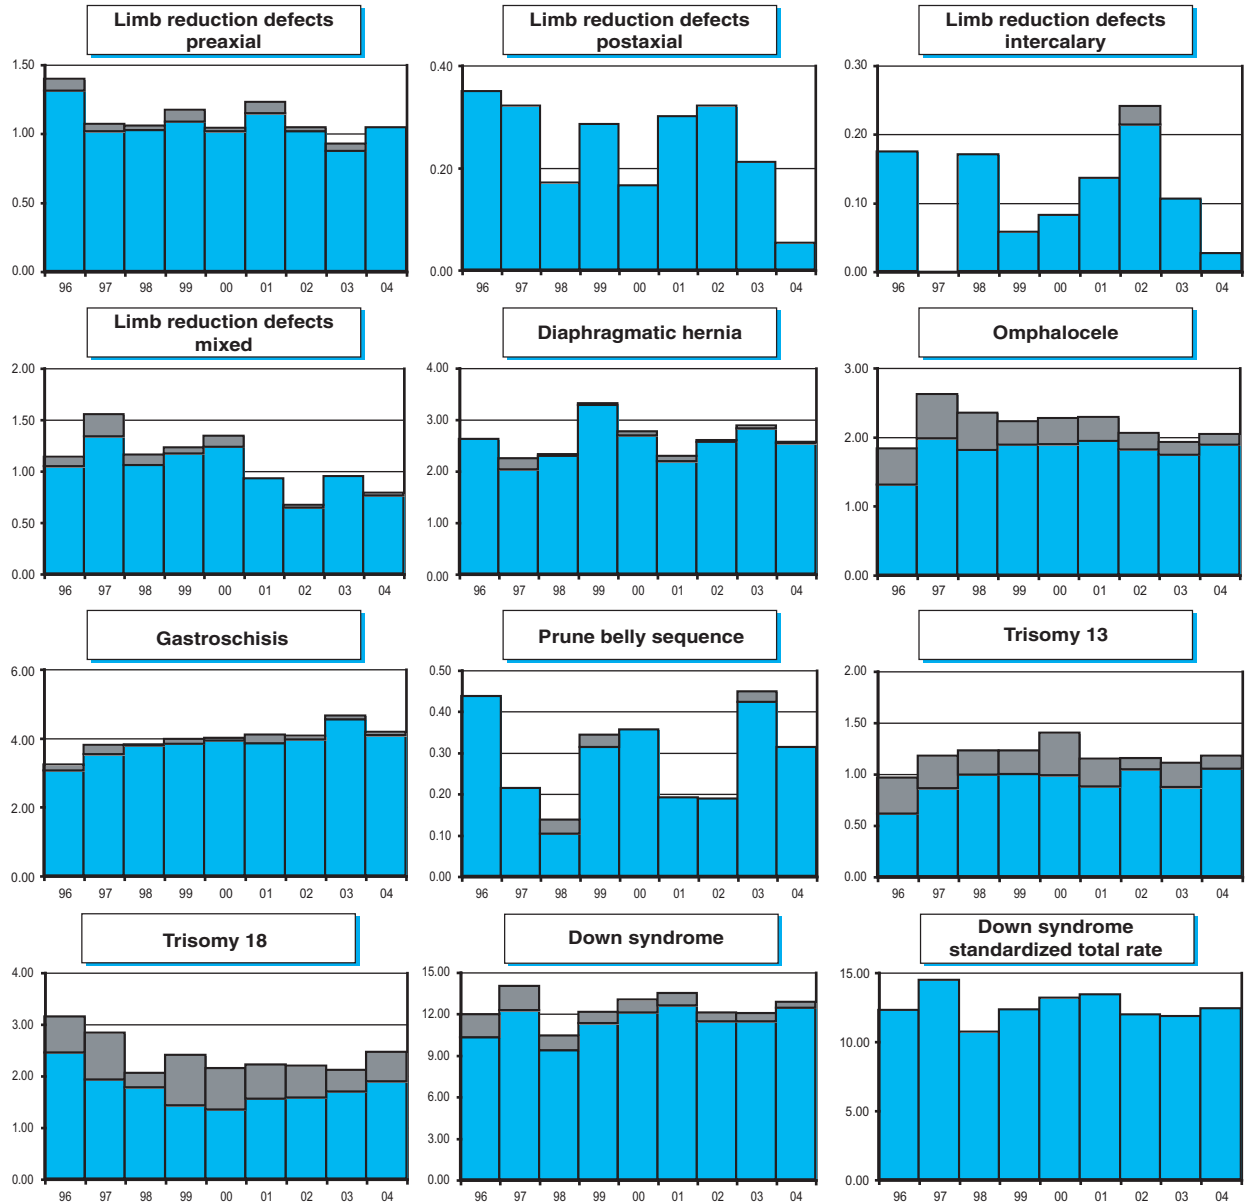 Limb reduction defects
preaxial
1.50
1.00
0.50
0.00
96 97 98 99 00 01 02 03 04
Limb reduction defects
postaxial
0.40
0.20
0.00
96 97 98 99 00 01 02 03 04
Limb reduction defects
intercalary
0.30
0.20
0.10
0.00
96 97 98 99 00 01 02 03 04
Limb reduction defects
mixed
2.00
1.50
1.00
0.50
0.00
96 97 98 99 00 01 02 03 04
Diaphragmatic hernia
4.00
3.00
2.00
1.00
0.00
96 97 98 99 00 01 02 03 04
Omphalocele
3.00
2.00
1.00
0.00
96 97 98 99 00 01 02 03 04
Gastroschisis
6.00
4.00
2.00
0.00
96 97 98 99 00 01 02 03 04
Prune belly sequence
0.50
0.40
0.30
0.20
0.10
0.00
96 97 98 99 00 01 02 03 04
Trisomy 13
2.00
1.50
1.00
0.50
0.00
96 97 98 99 00 01 02 03 04
Trisomy 18
4.00
3.00
2.00
1.00
0.00
96 97 98 99 00 01 02 03 04
Down syndrome
15.00
12.00
9.00
6.00
3.00
0.00
96 97 98 99 00 01 02 03 04
Down syndrome
standardized total rate
15.00
10.00
5.00
0.00
96 97 98 99 00 01 02 03 04